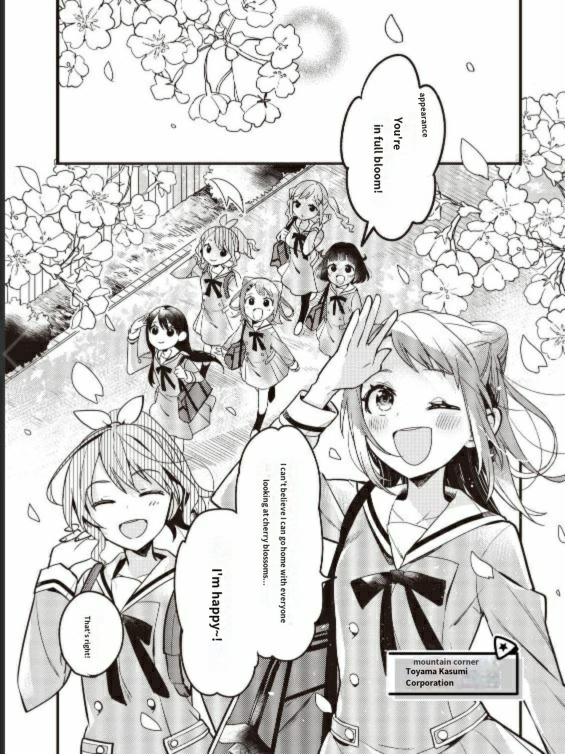 appearance
You're
in full bloom!
I can't believe I can go home with everyone
looking at cherry blossoms...
I'm happy~!
That's right!
mountain corner
Toyama Kasumi
Corporation